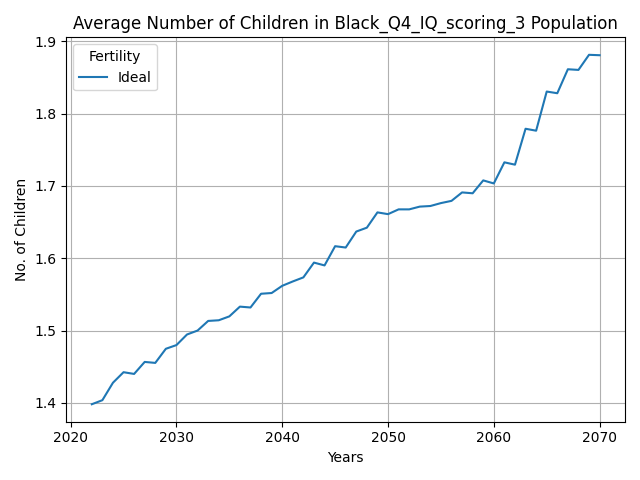 Average Number of Children in Black_Q4_IQ_scoring_3 Population
Fertility
Ideal
1.9
1.8
1.7
1.6
1.5
1.4
No. of Children
2020
2030
2040
2050
2060
2070
Years